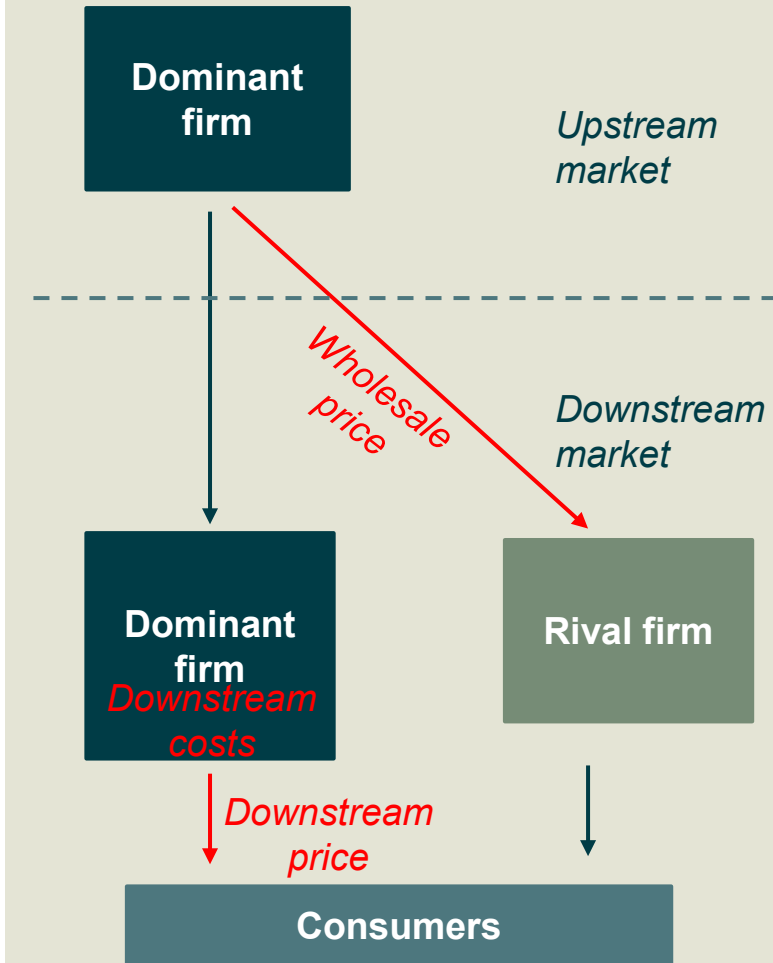 Dominant
firm
Upstream
market
Wholesale
price
Downstream
market
Dominant
firm
Downstream
costs
Rival firm
Downstream
price
Consumers